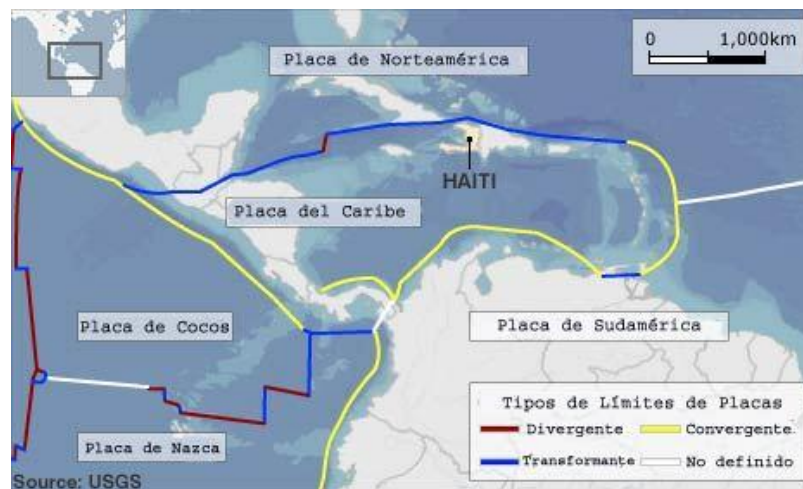 Placa de Norteamérica
0 1,000km
HAITI
Placa del Caribe
Placa de Cocos
Placa de Sudamérica
Placa de Nazca
Tipos de Límites de Placas
Divergente Convergente
Transformante No definido
Source: USGS